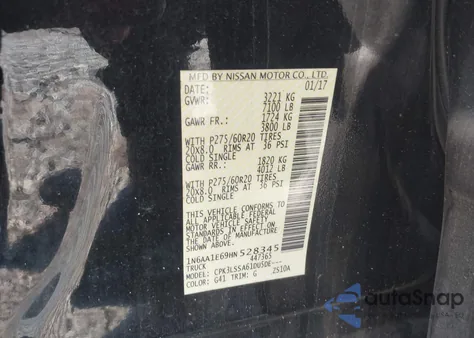 MFD BY NISSAN MOTOR CO., LTD.
DATE: 01/17
GVWR: 3221 KG
7100 LB
GAWR FR.: 1724 KG
3800 LB
WITH P275/60R20 TIRES
20X8.0 RIMS AT 36 PSI
COLD SINGLE
GAWR RR.: 1820 KG
4012 LB
WITH P275/60R20 TIRES
20X8.0 RIMS AT 36 PSI
COLD SINGLE
THIS VEHICLE CONFORMS TO
ALL APPLICABLE FEDERAL
MOTOR VEHICLE SAFETY
STANDARDS IN EFFECT ON
THE DATE OF MANUFACTURE
SHOWN ABOVE.
1N6AA1E69HN528345
TRUCK 447365
MODEL: CPK3LSSA61DU5DE----
COLOR: G41 TRIM: G
autoSnap